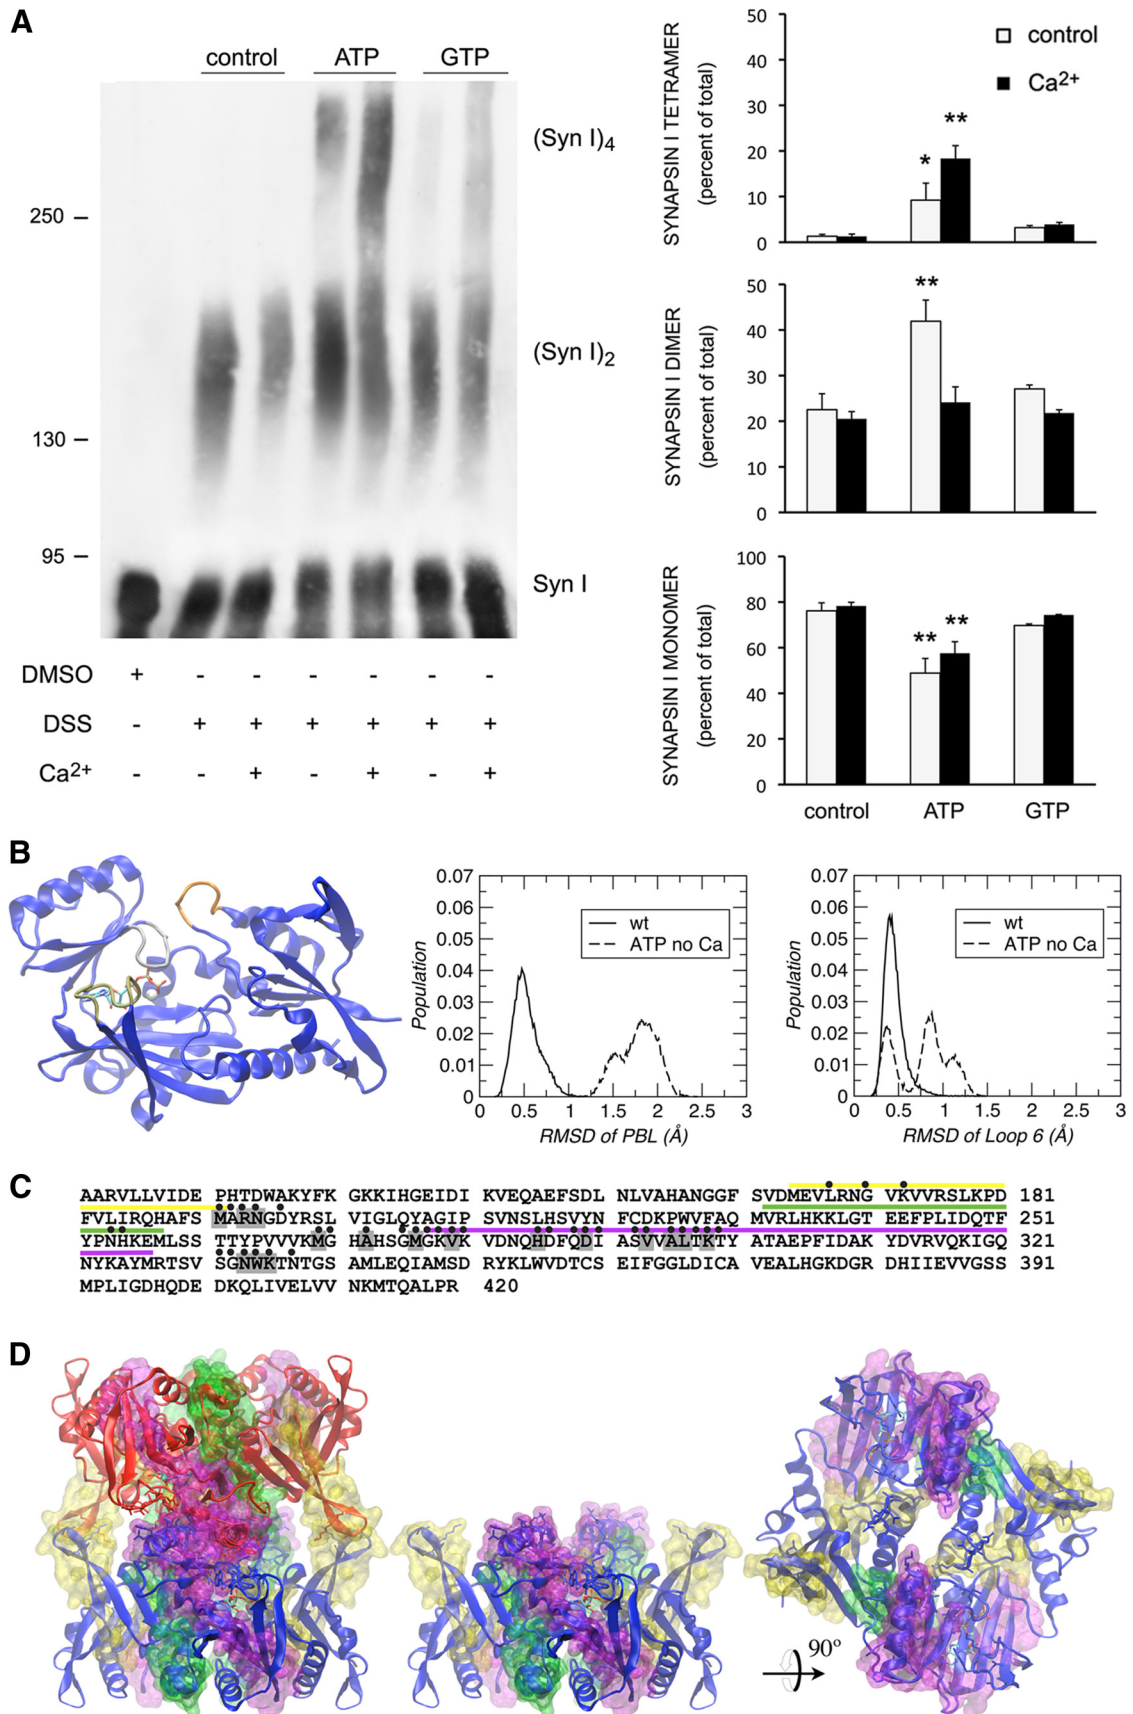 A
control ATP GTP
(Syn I)4
250
(Syn I)2
130
95
Syn I
DMSO + - - - - - -
DSS - + + + + + +
Ca2+ - - + - + - +
SYNAPSIN I TETRAMER
(percent of total)
50
40
30
20
10
0
control
Ca2+
*
**
SYNAPSIN I DIMER
(percent of total)
50
40
30
20
10
0
**
SYNAPSIN I MONOMER
(percent of total)
100
80
60
40
20
0
**
**
control ATP GTP
B
Population
0.07
0.06
0.05
0.04
0.03
0.02
0.01
0
wt
ATP no Ca
0 0.5 1 1.5 2 2.5 3
RMSD of PBL (Å)
Population
0.07
0.06
0.05
0.04
0.03
0.02
0.01
0
wt
ATP no Ca
0 0.5 1 1.5 2 2.5 3
RMSD of Loop 6 (Å)
C
AARVLLVIDE PHTDWAKYFK GKKIHGEIDI KVEQAEFSDL NLVAHANGGF SVDMEVLRNG VKVVRSLKPD 181
FVLIRQHAFS MARNGDYRSL VIGLQYAGIP SVNSLHSVYN FCDKPWVFAQ MVRLHKKLGT EEFPLIDQTF 251
YPNHKEMLSS TTYPVVVKMG HAHSGMGKVK VDNQHDFQDI ASVVALTKTY ATAEPFIDAK YDVRVQKIGQ 321
NYKAYMRTSV SGNWKTNTGS AMLEQIAMSD RYKLWVDTCS EIFGGLDICA VEALHGKDGR DHIIEVVGSS 391
MPLIGDHQDE DKQLIVELVV NKMTQALPR 420
D
90°